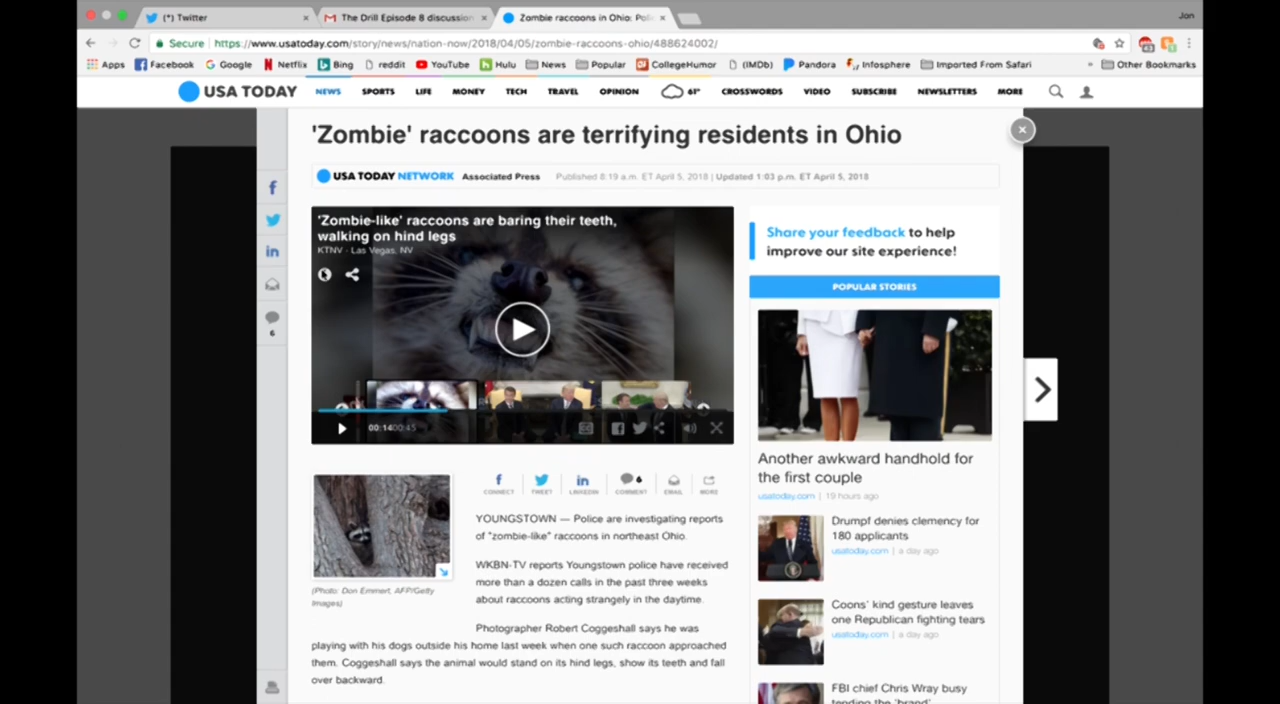 (*) Twitter
The Drill Episode 8 discussion
Zombie raccoons in Ohio: Poli
Jon
Secure
https://www.usatoday.com/story/news/nation-now/2018/04/05/zombie-raccoons-ohio/488624002/
Apps Facebook Google Netflix Bing reddit YouTube Hulu News Popular CollegeHumor (IMDb) Pandora Infosphere Imported From Safari » Other Bookmarks
USA TODAY NEWS SPORTS LIFE MONEY TECH TRAVEL OPINION 61° CROSSWORDS VIDEO SUBSCRIBE NEWSLETTERS MORE
'Zombie' raccoons are terrifying residents in Ohio
USA TODAY NETWORK Associated Press Published 8:19 a.m. ET April 5, 2018 | Updated 1:03 p.m. ET April 5, 2018
6
'Zombie-like' raccoons are baring their teeth,
walking on hind legs
KTNV - Las Vegas, NV
00:14 00:45
CONNECT TWEET LINKEDIN 6 COMMENT EMAIL MORE
(Photo: Don Emmert, AFP/Getty
Images)
YOUNGSTOWN — Police are investigating reports
of "zombie-like" raccoons in northeast Ohio.
WKBN-TV reports Youngstown police have received
more than a dozen calls in the past three weeks
about raccoons acting strangely in the daytime.
Photographer Robert Coggeshall says he was
playing with his dogs outside his home last week when one such raccoon approached
them. Coggeshall says the animal would stand on its hind legs, show its teeth and fall
over backward.
Share your feedback to help
improve our site experience!
POPULAR STORIES
Another awkward handhold for
the first couple
usatoday.com | 19 hours ago
Drumpf denies clemency for
180 applicants
usatoday.com | a day ago
Coons' kind gesture leaves
one Republican fighting tears
usatoday.com | a day ago
FBI chief Chris Wray busy
tending the 'brand'